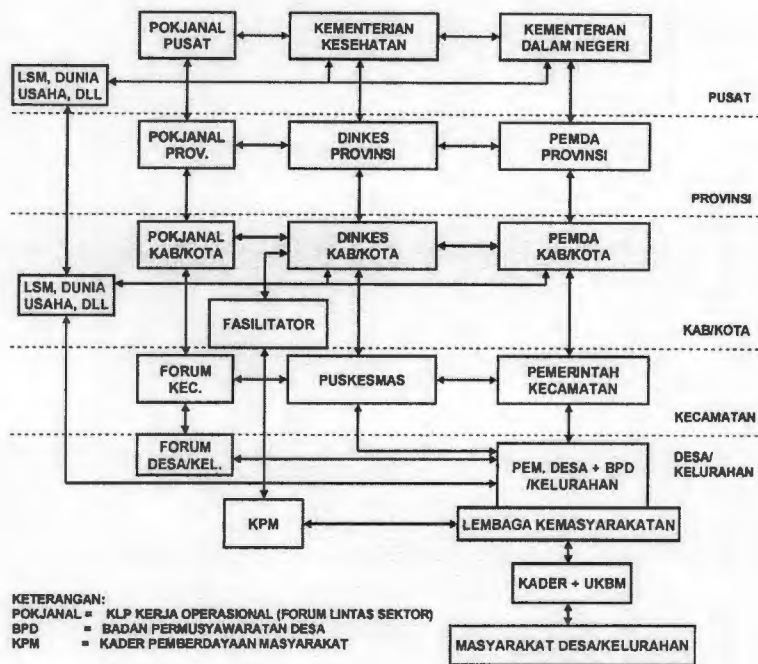 POKJANAL
PUSAT
KEMENTERIAN
KESEHATAN
KEMENTERIAN
DALAM NEGERI
LSM, DUNIA
USAHA, DLL
PUSAT
POKJANAL
PROV.
DINKES
PROVINSI
PEMDA
PROVINSI
PROVINSI
POKJANAL
KAB/KOTA
DINKES
KAB/KOTA
PEMDA
KAB/KOTA
LSM, DUNIA
USAHA, DLL
FASILITATOR
KAB/KOTA
FORUM
KEC.
PUSKESMAS
PEMERINTAH
KECAMATAN
KECAMATAN
FORUM
DESA/KEL.
PEM. DESA + BPD
/KELURAHAN
DESA/
KELURAHAN
KPM
LEMBAGA KEMASYARAKATAN
KADER + UKBM
MASYARAKAT DESA/KELURAHAN
KETERANGAN:
POKJANAL = KLP KERJA OPERASIONAL (FORUM LINTAS SEKTOR)
BPD = BADAN PERMUSYAWARATAN DESA
KPM = KADER PEMBERDAYAAN MASYARAKAT